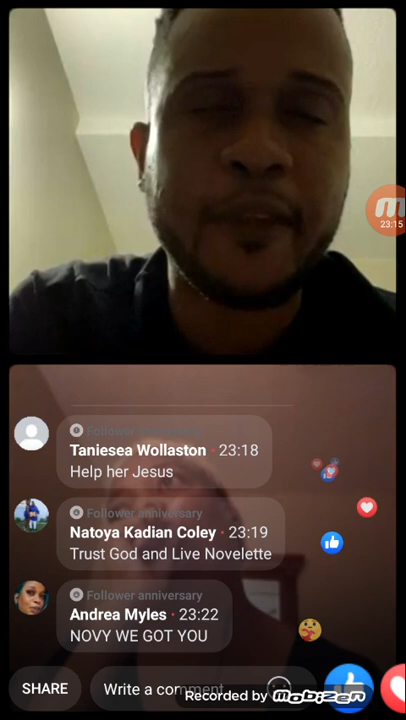 m
23:15
Follower anniversary
Taniesea Wollaston • 23:18
Help her Jesus
Follower anniversary
Natoya Kadian Coley • 23:19
Trust God and Live Novelette
Follower anniversary
Andrea Myles • 23:22
NOVY WE GOT YOU
SHARE
Write a comment...
Recorded by mobizen